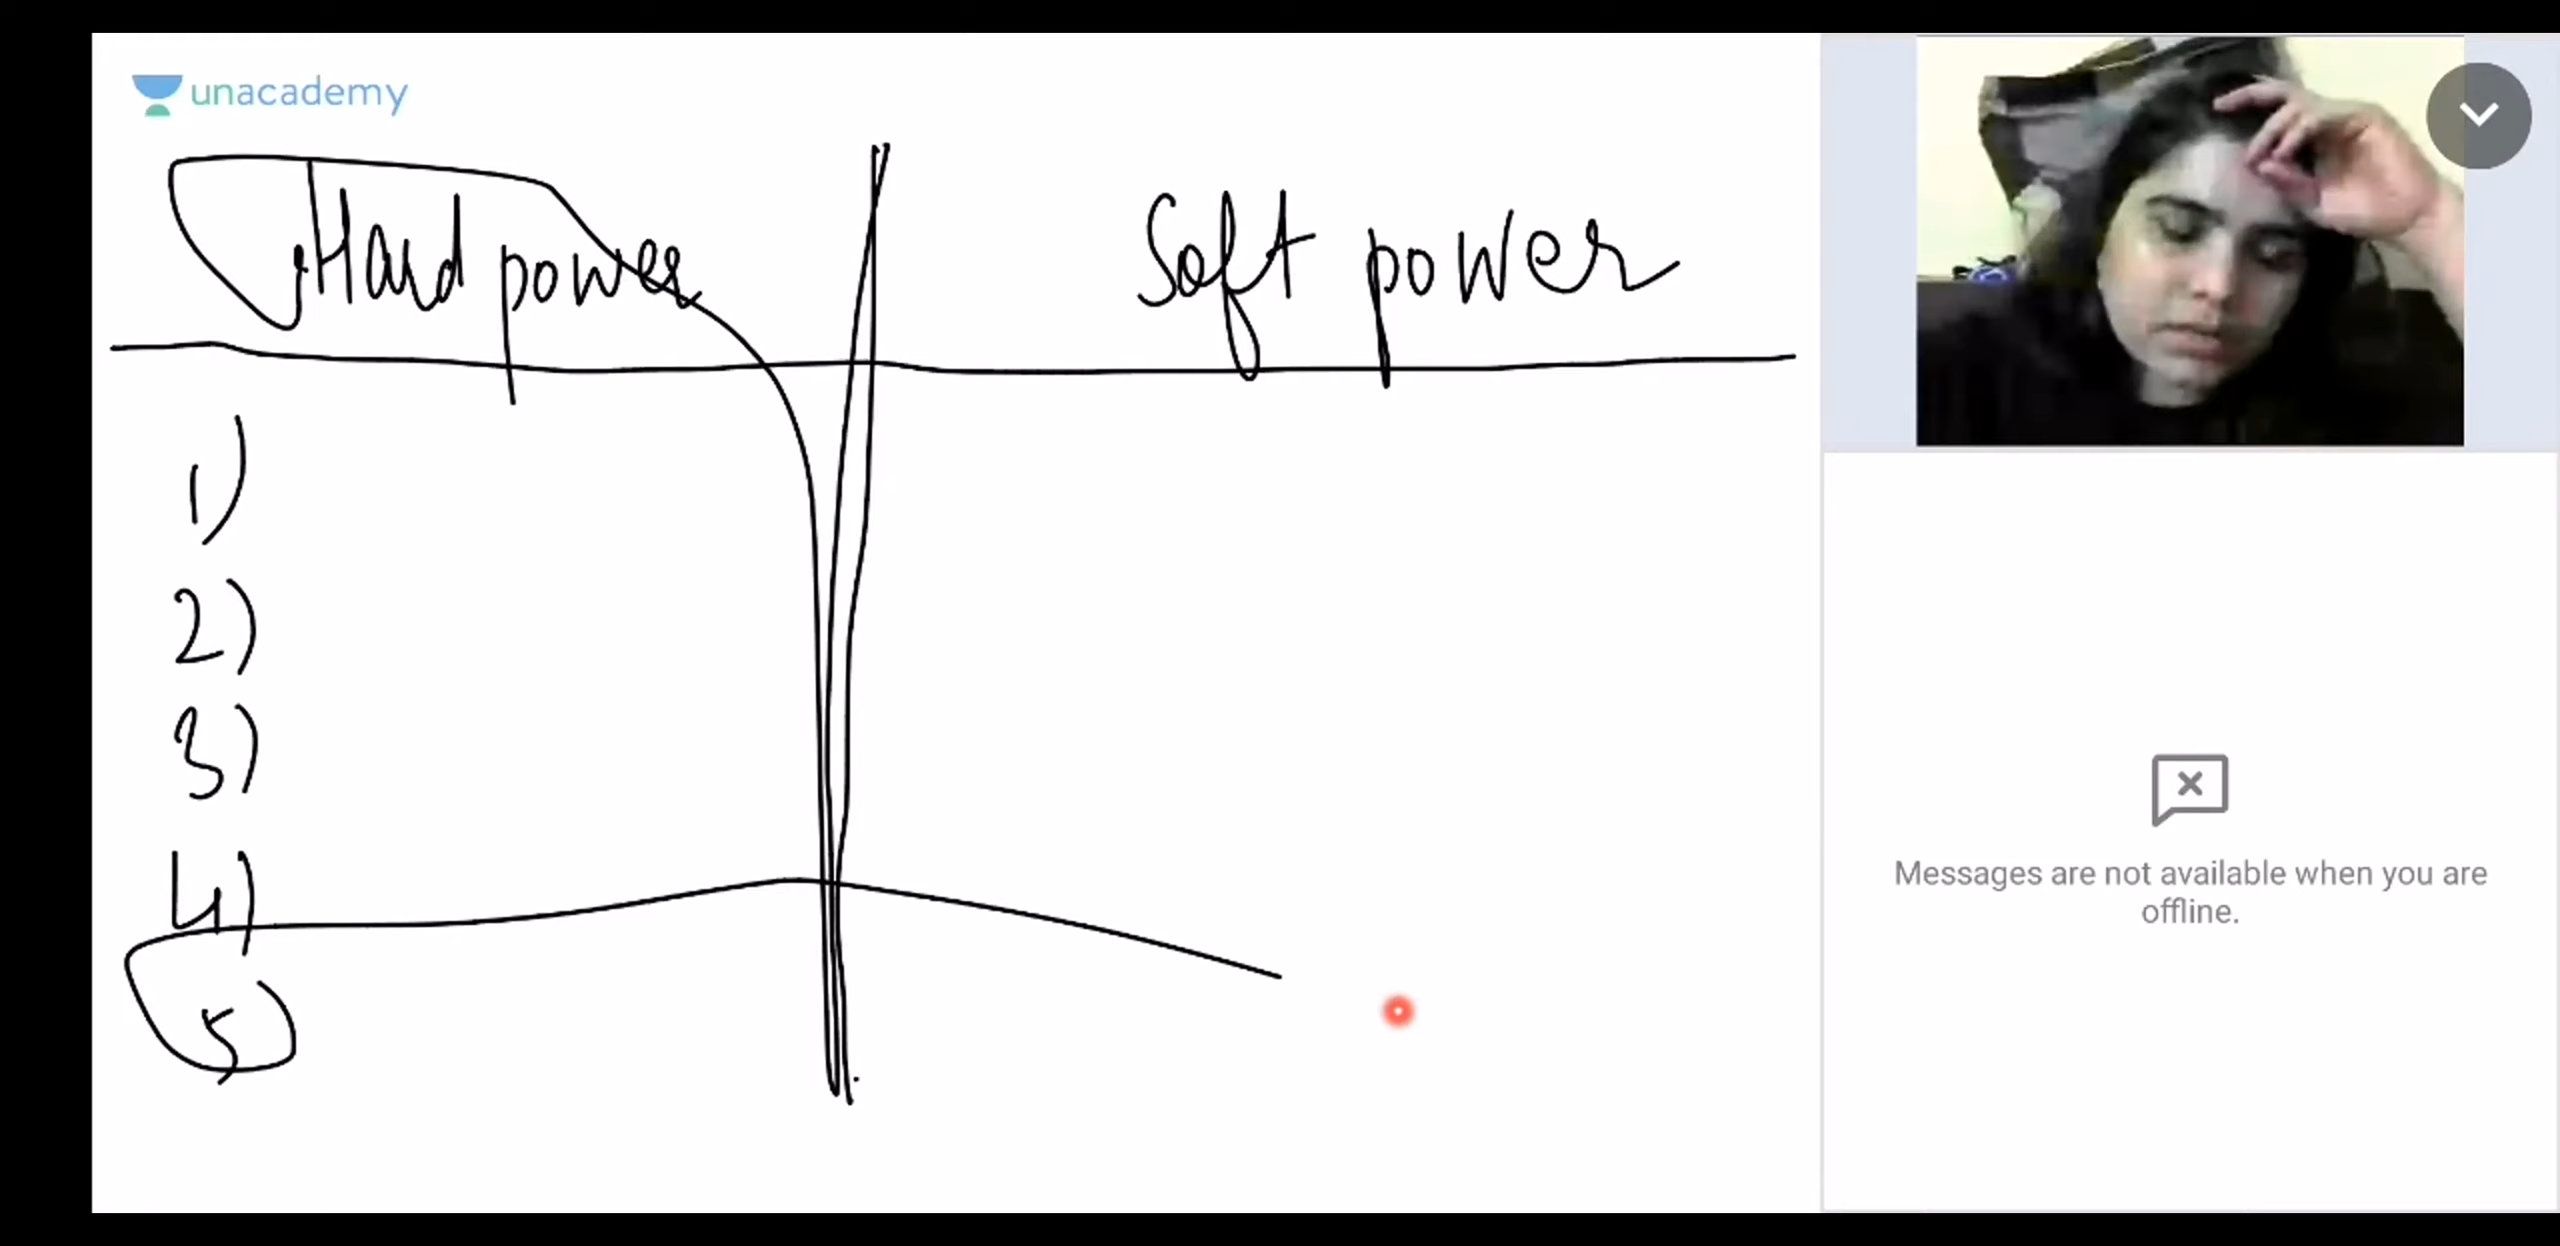 unacademy
Hard power Soft power
1)
2)
3)
4)
5)
Messages are not available when you are
offline.